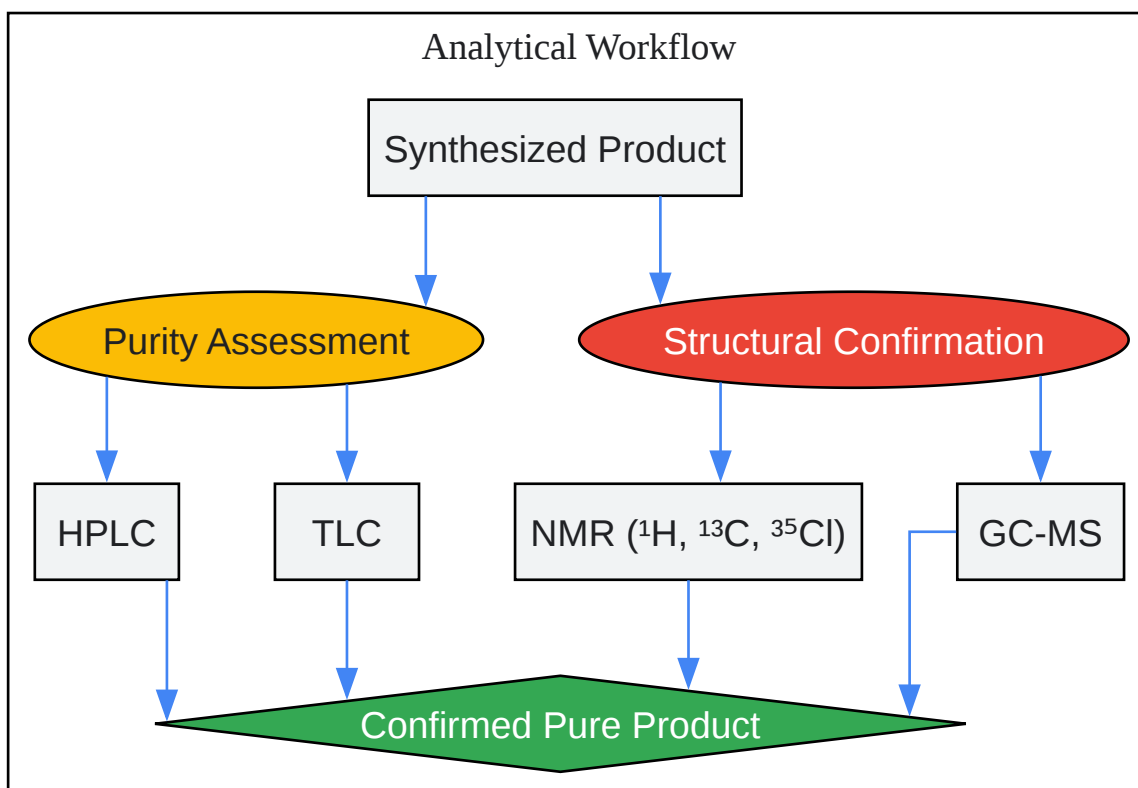 Analytical Workflow
Synthesized Product
Purity Assessment
Structural Confirmation
HPLC
TLC
NMR (¹H, ¹³C, ³⁵Cl)
GC-MS
Confirmed Pure Product